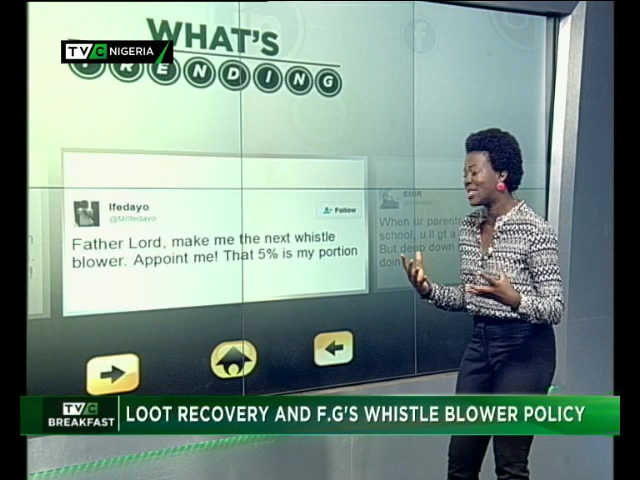 TVC NIGERIA
WHAT'S
TRENDING
Ifedayo
@MrIfedayo
Follow
Father Lord, make me the next whistle
blower. Appoint me! That 5% is my portion
When ur parent
school, u ll gt a
But deep down
doin
TVC
BREAKFAST
LOOT RECOVERY AND F.G'S WHISTLE BLOWER POLICY